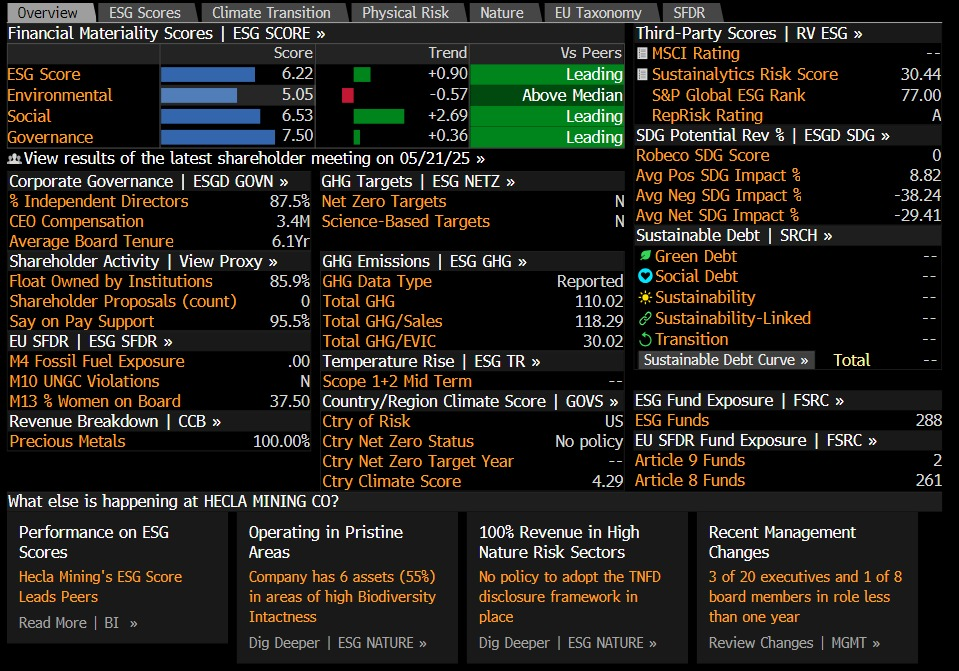 Overview ESG Scores Climate Transition Physical Risk Nature EU Taxonomy SFDR
Financial Materiality Scores | ESG SCORE »
Score Trend Vs Peers
ESG Score 6.22 +0.90 Leading
Environmental 5.05 -0.57 Above Median
Social 6.53 +2.69 Leading
Governance 7.50 +0.36 Leading
View results of the latest shareholder meeting on 05/21/25 »
Corporate Governance | ESGD GOVN »
% Independent Directors 87.5%
CEO Compensation 3.4M
Average Board Tenure 6.1Yr
Shareholder Activity | View Proxy »
Float Owned by Institutions 85.9%
Shareholder Proposals (count) 0
Say on Pay Support 95.5%
EU SFDR | ESG SFDR »
M4 Fossil Fuel Exposure .00
M10 UNGC Violations N
M13 % Women on Board 37.50
Revenue Breakdown | CCB »
Precious Metals 100.00%
GHG Targets | ESG NETZ »
Net Zero Targets N
Science-Based Targets N
GHG Emissions | ESG GHG »
GHG Data Type Reported
Total GHG 110.02
Total GHG/Sales 118.29
Total GHG/EVIC 30.02
Temperature Rise | ESG TR »
Scope 1+2 Mid Term --
Country/Region Climate Score | GOVS »
Ctry of Risk US
Ctry Net Zero Status No policy
Ctry Net Zero Target Year --
Ctry Climate Score 4.29
Third-Party Scores | RV ESG »
MSCI Rating --
Sustainalytics Risk Score 30.44
S&P Global ESG Rank 77.00
RepRisk Rating A
SDG Potential Rev % | ESGD SDG »
Robeco SDG Score 0
Avg Pos SDG Impact % 8.82
Avg Neg SDG Impact % -38.24
Avg Net SDG Impact % -29.41
Sustainable Debt | SRCH »
Green Debt --
Social Debt --
Sustainability --
Sustainability-Linked --
Transition --
Sustainable Debt Curve » Total --
ESG Fund Exposure | FSRC »
ESG Funds 288
EU SFDR Fund Exposure | FSRC »
Article 9 Funds 2
Article 8 Funds 261
What else is happening at HECLA MINING CO?
Performance on ESG
Scores
Hecla Mining's ESG Score
Leads Peers
Read More | BI »
Operating in Pristine
Areas
Company has 6 assets (55%)
in areas of high Biodiversity
Intactness
Dig Deeper | ESG NATURE »
100% Revenue in High
Nature Risk Sectors
No policy to adopt the TNFD
disclosure framework in
place
Dig Deeper | ESG NATURE »
Recent Management
Changes
3 of 20 executives and 1 of 8
board members in role less
than one year
Review Changes | MGMT »